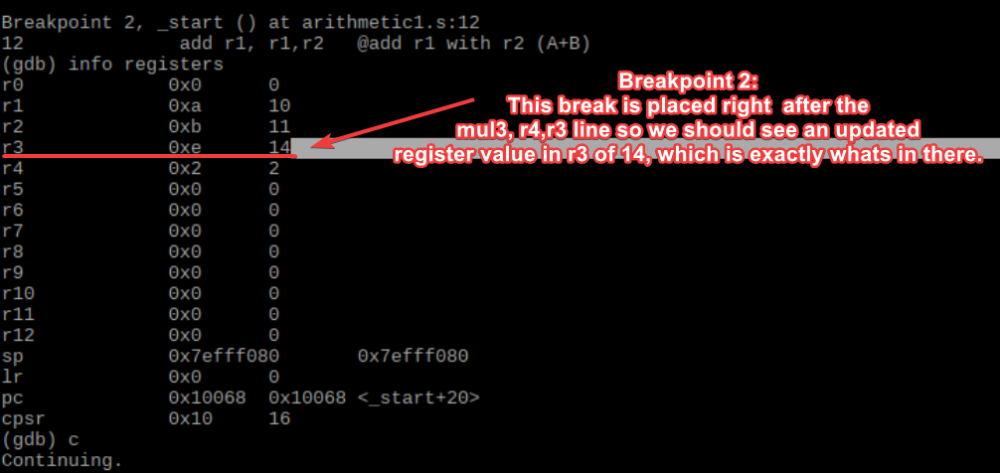 Breakpoint 2, _start () at arithmetic1.s:12
12 add r1, r1,r2 @add r1 with r2 (A+B)
(gdb) info registers
r0 0x0 0
r1 0xa 10
r2 0xb 11
r3 0xe 14
r4 0x2 2
r5 0x0 0
r6 0x0 0
r7 0x0 0
r8 0x0 0
r9 0x0 0
r10 0x0 0
r11 0x0 0
r12 0x0 0
sp 0x7efff080 0x7efff080
lr 0x0 0
pc 0x10068 0x10068 <_start+20>
cpsr 0x10 16
(gdb) c
Continuing.
Breakpoint 2:
This break is placed right after the
mul3, r4,r3 line so we should see an updated
register value in r3 of 14, which is exactly whats in there.